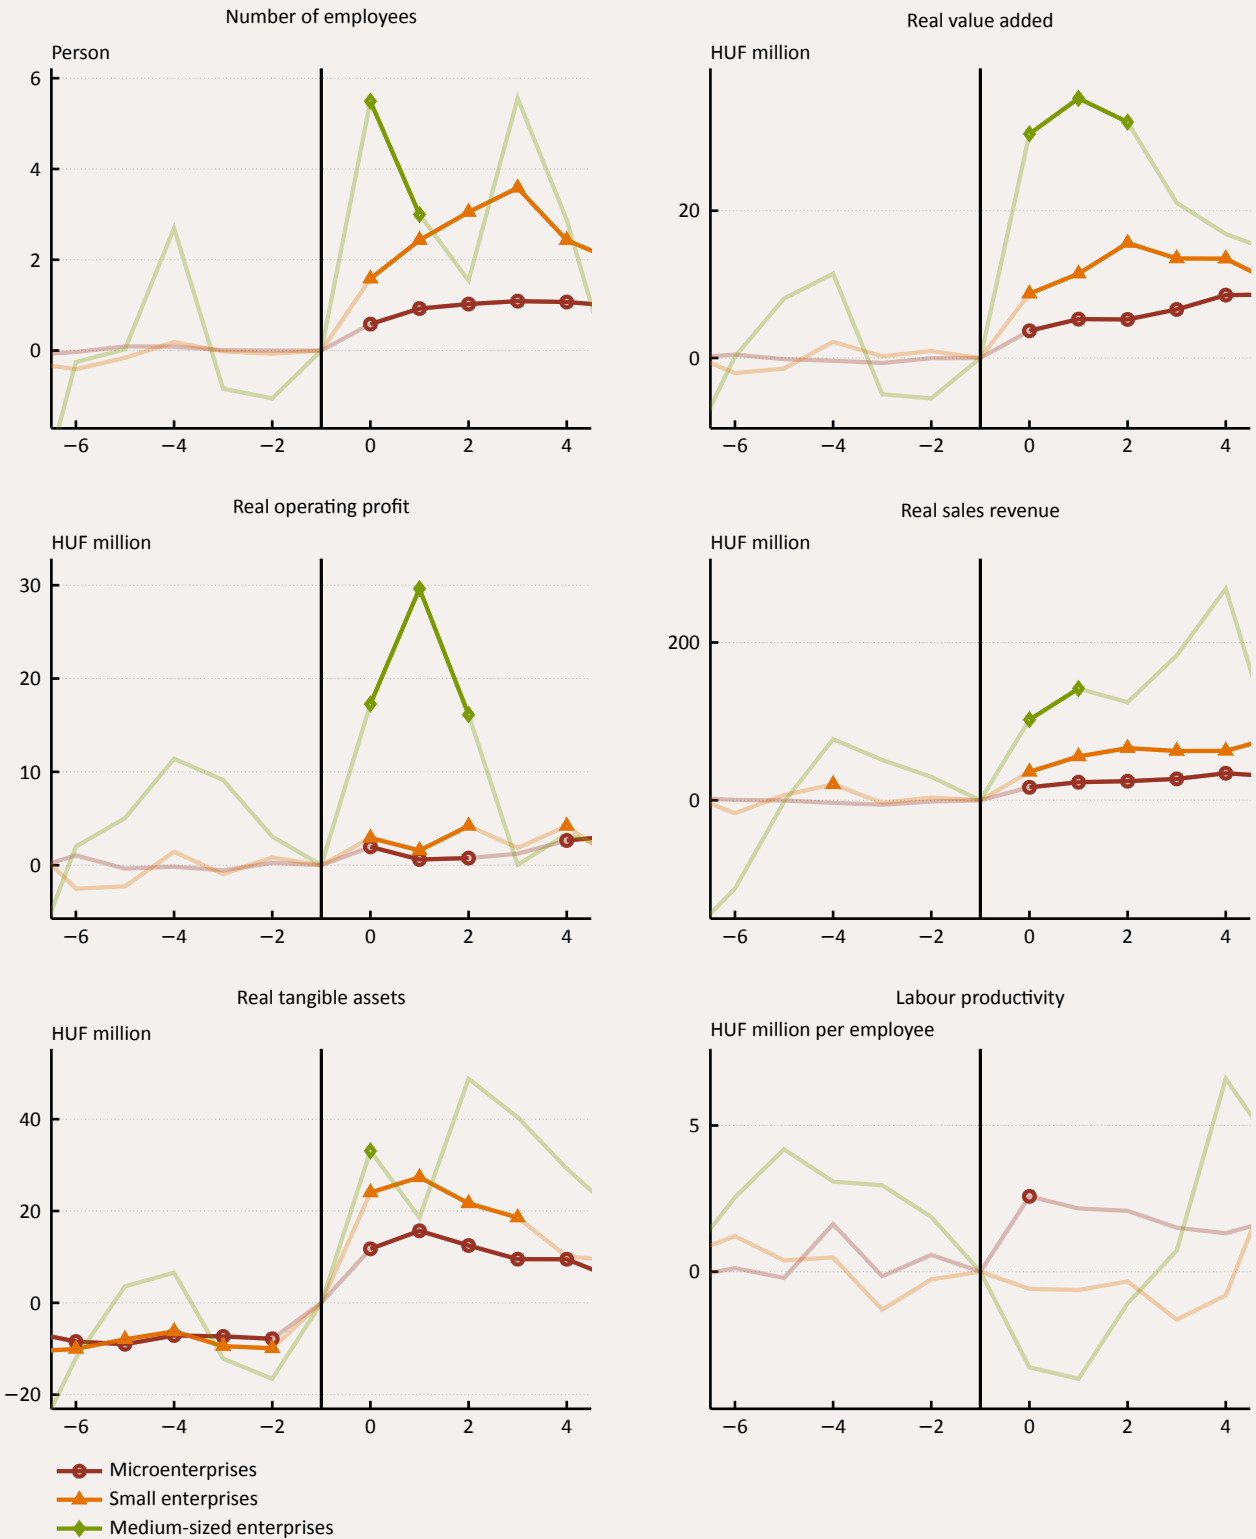 Number of employees
Person
6
4
2
0
−6 −4 −2 0 2 4
Real value added
HUF million
20
0
−6 −4 −2 0 2 4
Real operating profit
HUF million
30
20
10
0
−6 −4 −2 0 2 4
Real sales revenue
HUF million
200
0
−6 −4 −2 0 2 4
Real tangible assets
HUF million
40
20
0
−20
−6 −4 −2 0 2 4
Labour productivity
HUF million per employee
5
0
−6 −4 −2 0 2 4
Microenterprises
Small enterprises
Medium-sized enterprises